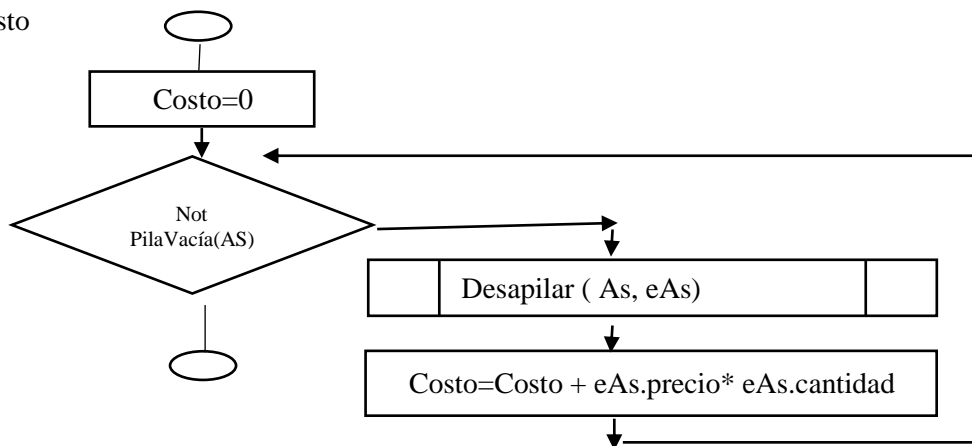 sto
Costo=0
Not
PilaVacía(AS)
Desapilar ( As, eAs)
Costo=Costo + eAs.precio* eAs.cantidad